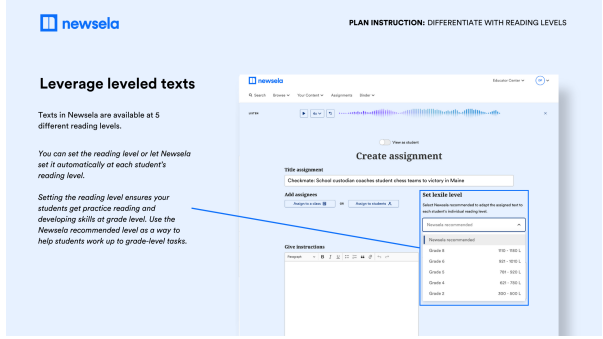 newsela
PLAN INSTRUCTION: DIFFERENTIATE WITH READING LEVELS
Leverage leveled texts
Texts in Newsela are available at 5
different reading levels.
You can set the reading level or let Newsela
set it automatically at each student's
reading level.
Setting the reading level ensures your
students get practice reading and
developing skills at grade level. Use the
Newsela recommended level as a way to
help students work up to grade-level tasks.
newsela
Educator Center
Search Browse Your Content Assignments Binder
LISTEN
View as student
Create assignment
Title assignment
Checkmate: School custodian coaches student chess teams to victory in Maine
Add assignees
Assign to a class OR Assign to students
Set lexile level
Select Newsela recommended to adapt the assigned text to
each student's individual reading level.
Newsela recommended
Newsela recommended
Grade 8
Grade 6
Grade 5
Grade 4 621 - 780 L
Grade 2
Give instructions
Paragraph B I U